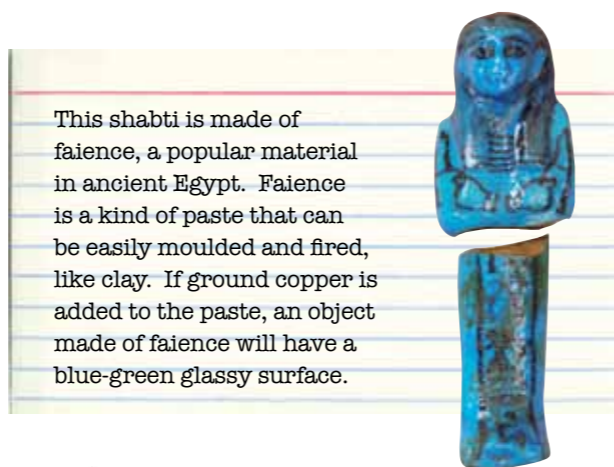 This shabti is made of
faience, a popular material
in ancient Egypt.  Faience
is a kind of paste that can
be easily moulded and fired,
like clay.  If ground copper is
added to the paste, an object
made of faience will have a
blue-green glassy surface.